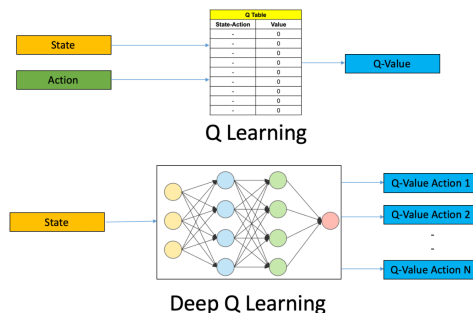 Q Table
State-Action Value
- 0
- 0
- 0
- 0
- 0
- 0
- 0
- 0
- 0
State
Action
Q-Value
Q Learning
State
Q-Value Action 1
Q-Value Action 2
-
-
Q-Value Action N
Deep Q Learning